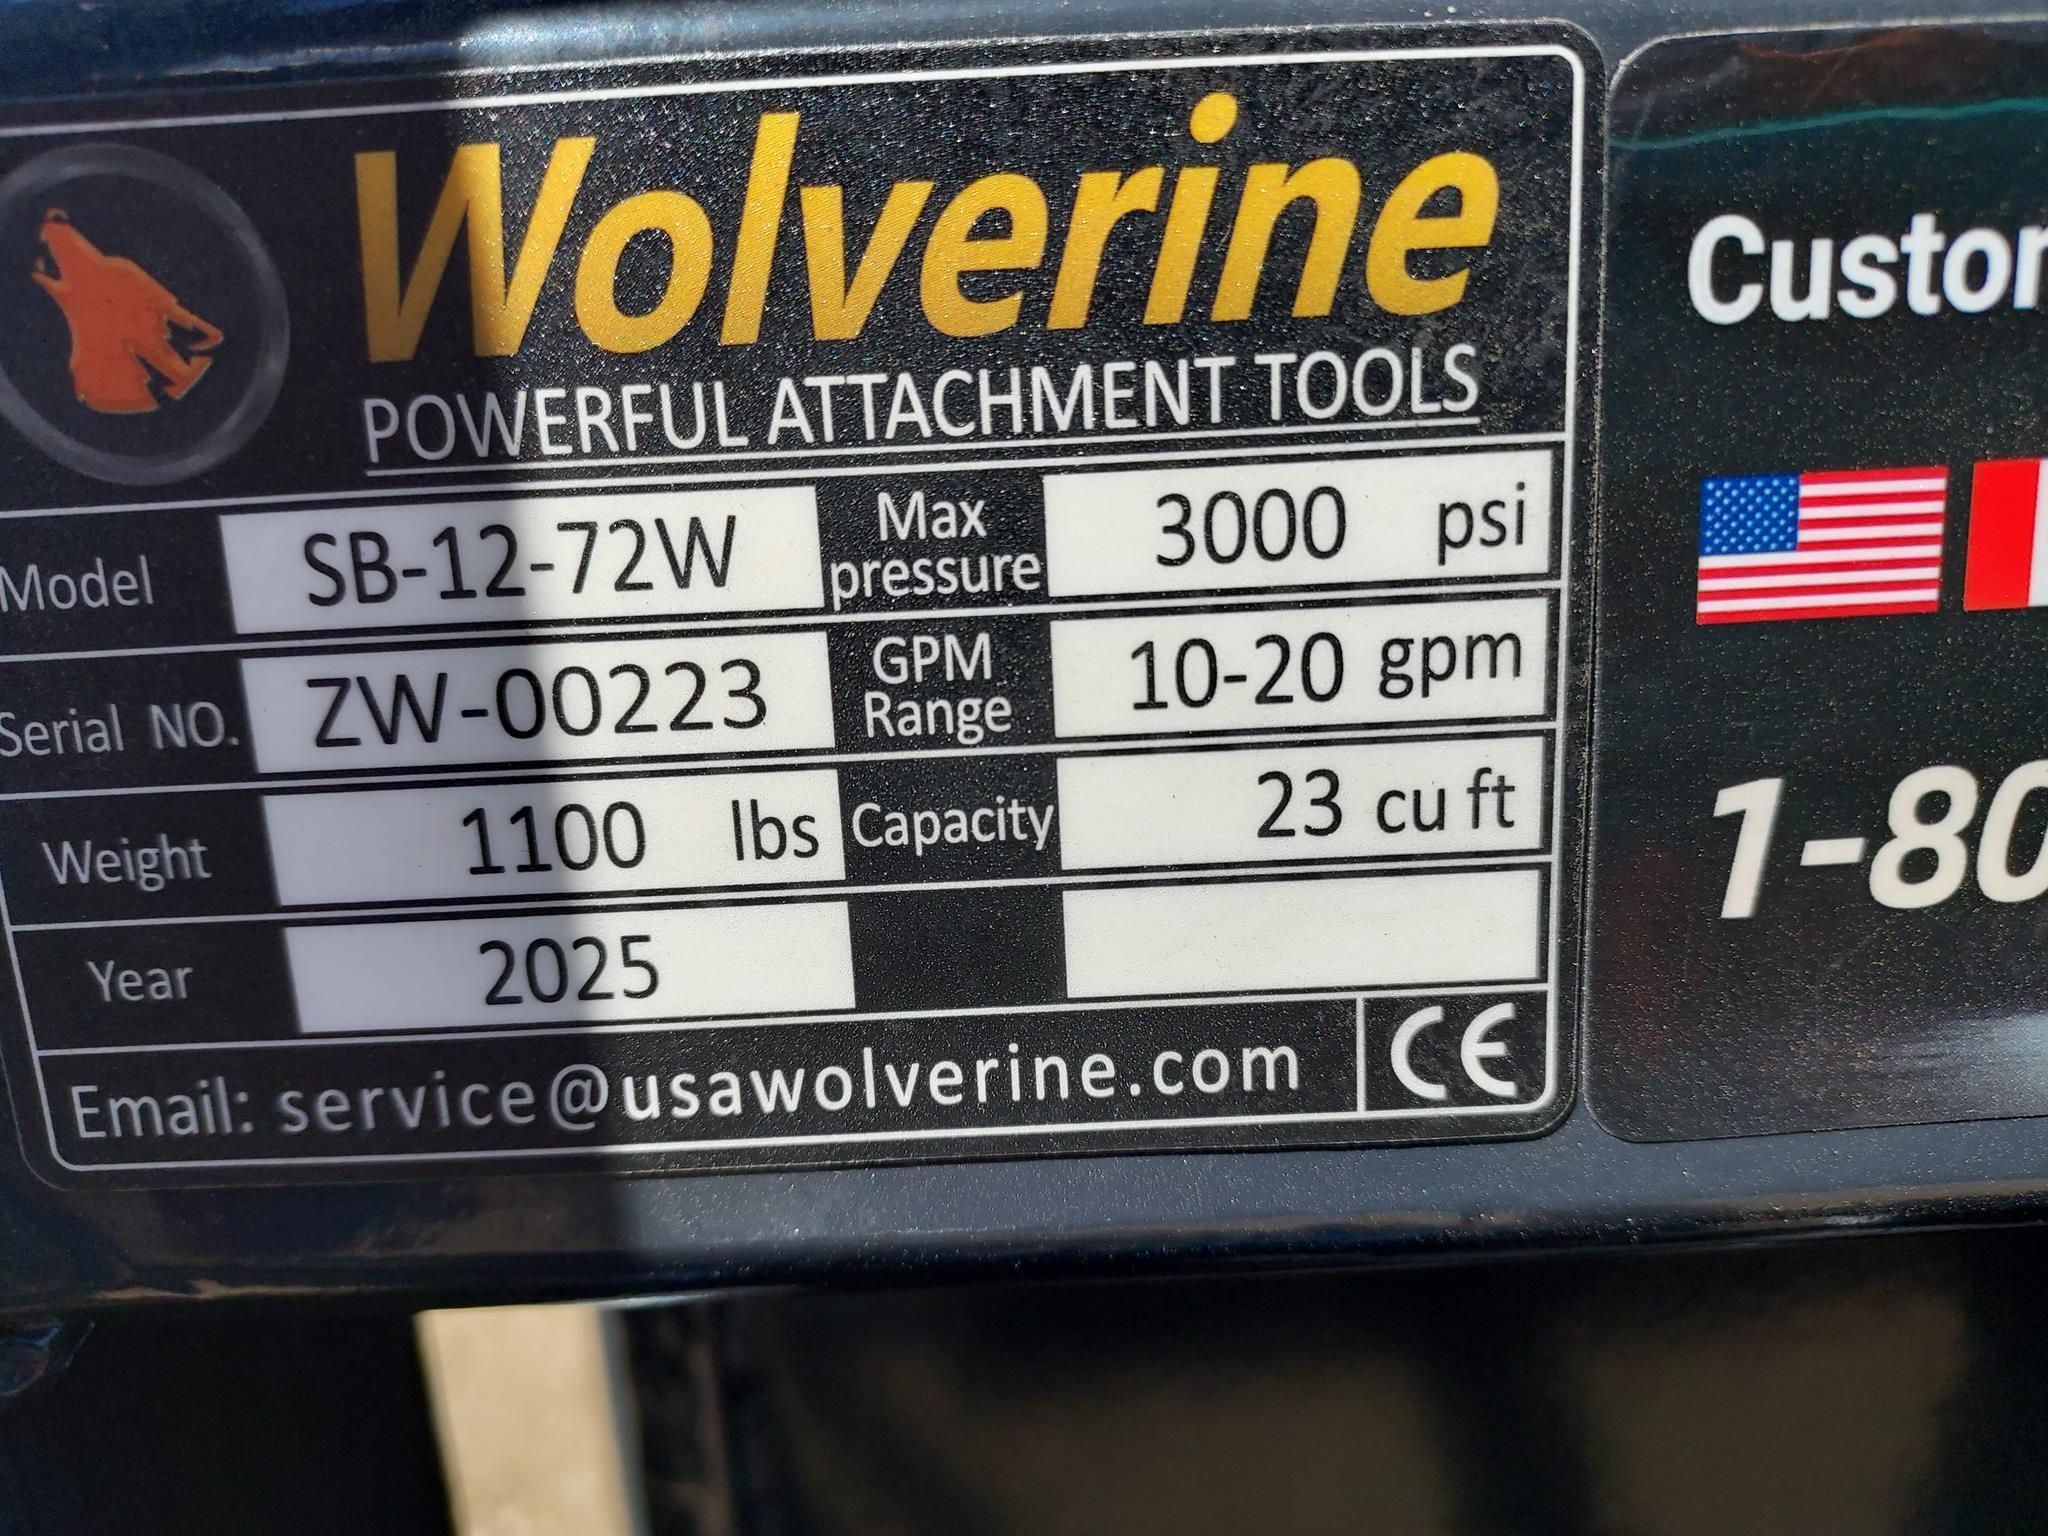 Wolverine
POWERFUL ATTACHMENT TOOLS
Model SB-12-72W Max pressure 3000 psi
Serial NO. ZW-00223 GPM Range 10-20 gpm
Weight 1100 lbs Capacity 23 cu ft
Year 2025
Email: service@usawolverine.com CE
Custo
1-80